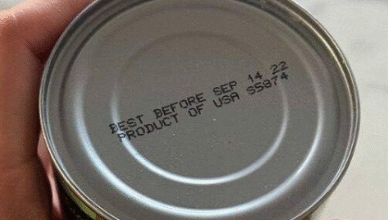 BEST BEFORE SEP 14 22
PRODUCT OF USA S5874